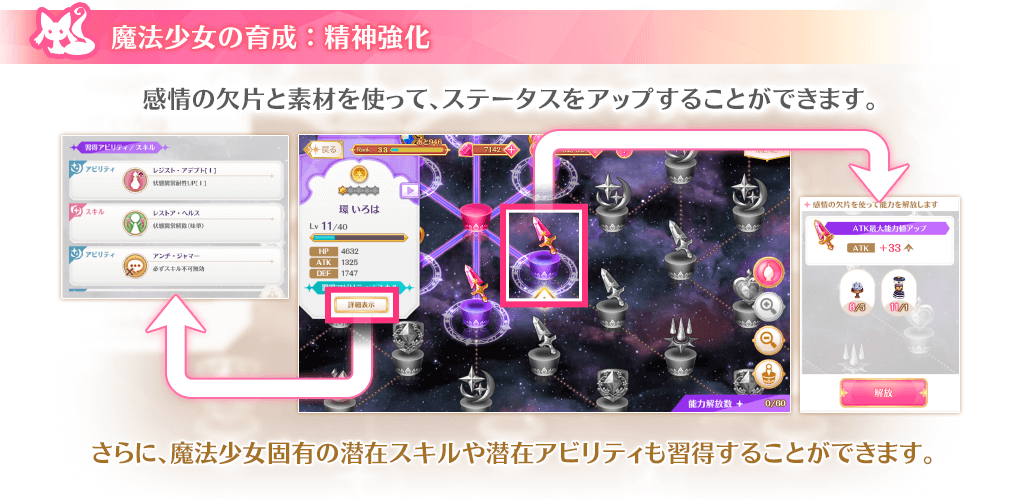 魔法少女の育成：精神強化
感情の欠片と素材を使って、ステータスをアップすることができます。
習得アビリティ／スキル
アビリティ
レジスト・アデプト[Ⅰ]
状態異常耐性UP[Ⅰ]
スキル
レストア・ヘルス
状態異常解除(味単)
アビリティ
アンチ・ジャマー
必ずスキル不可無効
戻る
Rank 33
あと946
7142
環 いろは
Lv 11/40
HP 4632
ATK 1325
DEF 1747
詳細表示
能力解放数 0/60
感情の欠片を使って能力を解放します
ATK最大能力値アップ
ATK +33
8/5
11/1
解放
さらに、魔法少女固有の潜在スキルや潜在アビリティも習得することができます。